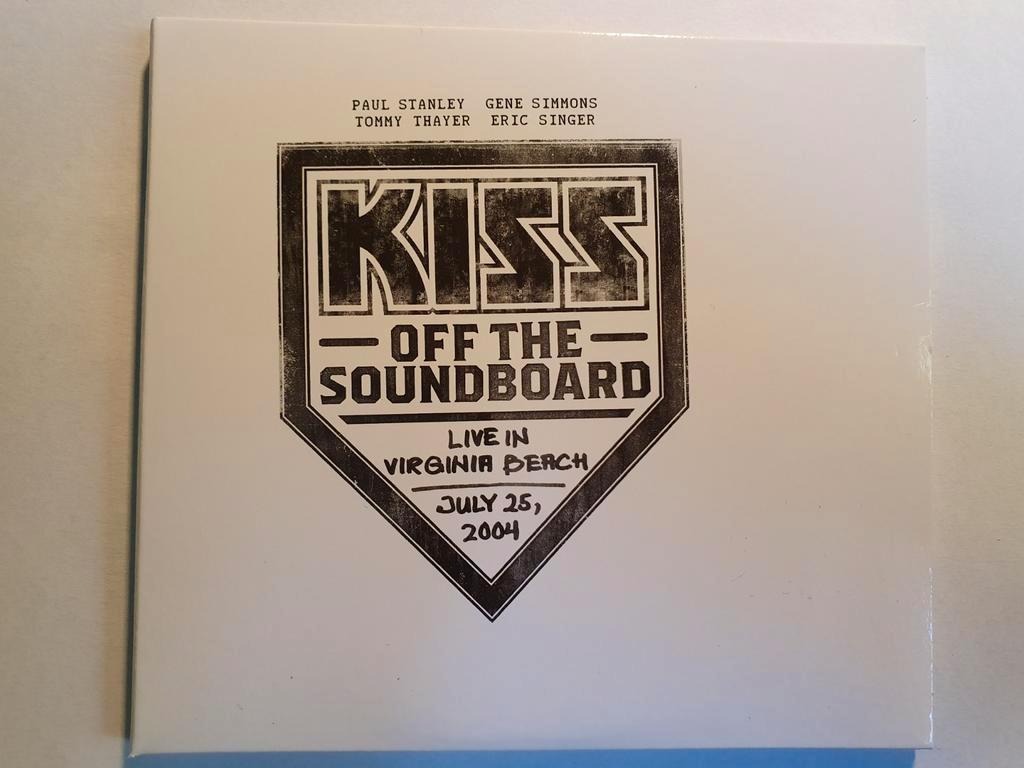 PAUL STANLEY GENE SIMMONS
TOMMY THAYER ERIC SINGER
KISS
OFF THE
SOUNDBOARD
LIVE IN
VIRGINIA BEACH
JULY 25,
2004